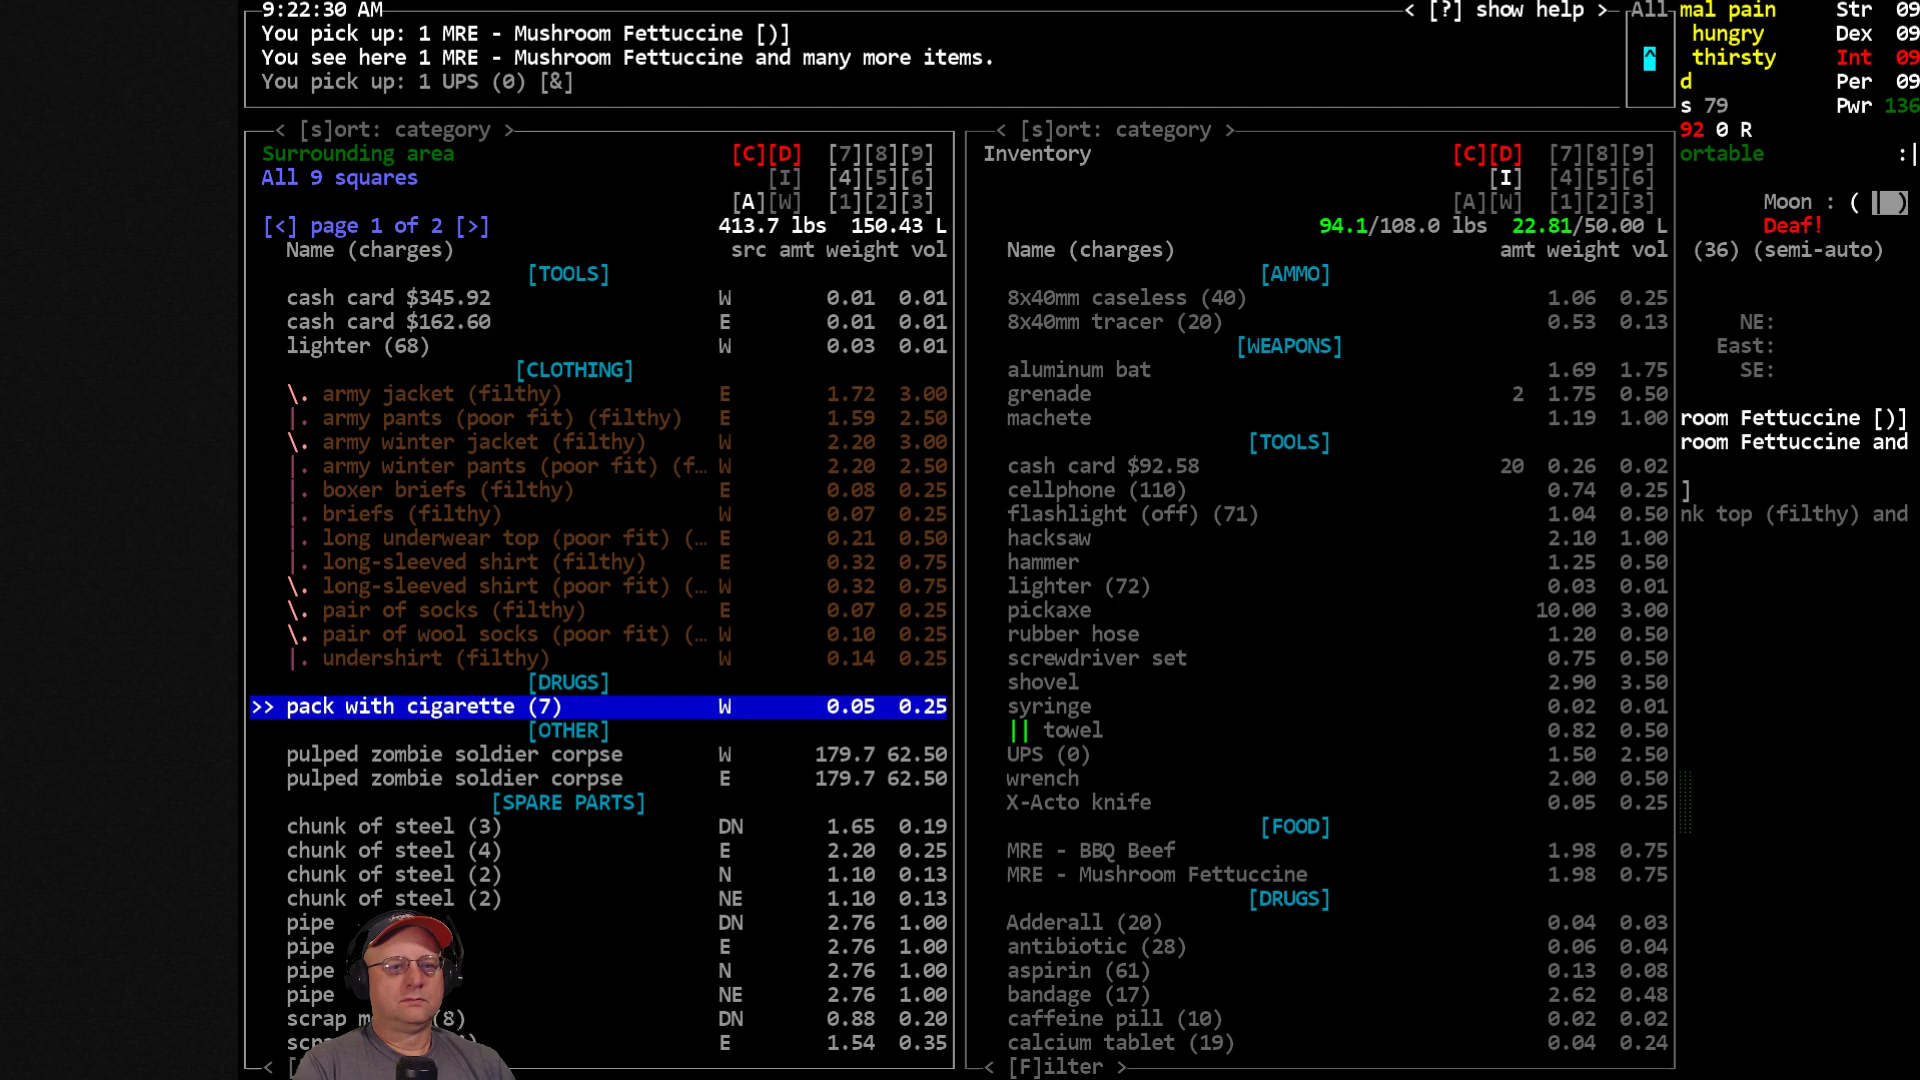 9:22:30 AM
< [?] show help >
You pick up: 1 MRE - Mushroom Fettuccine [)]
You see here 1 MRE - Mushroom Fettuccine and many more items.
You pick up: 1 UPS (0) [&]
All
^
mal pain Str 09
hungry Dex 09
thirsty Int 09
d Per 09
s 79 Pwr 136
92 0 R
ortable :|
Moon : ( | )
Deaf!
(36) (semi-auto)
NE:
East:
SE:
room Fettuccine [)]
room Fettuccine and
]
nk top (filthy) and
< [s]ort: category >
Surrounding area [C][D] [7][8][9]
All 9 squares [I] [4][5][6]
[A][W] [1][2][3]
[<] page 1 of 2 [>] 413.7 lbs 150.43 L
Name (charges) src amt weight vol
[TOOLS]
cash card $345.92 W 0.01 0.01
cash card $162.60 E 0.01 0.01
lighter (68) W 0.03 0.01
[CLOTHING]
\. army jacket (filthy) E 1.72 3.00
|. army pants (poor fit) (filthy) E 1.59 2.50
\. army winter jacket (filthy) W 2.20 3.00
|. army winter pants (poor fit) (f… W 2.20 2.50
|. boxer briefs (filthy) E 0.08 0.25
|. briefs (filthy) W 0.07 0.25
|. long underwear top (poor fit) (… E 0.21 0.50
|. long-sleeved shirt (filthy) E 0.32 0.75
\. long-sleeved shirt (poor fit) (… W 0.32 0.75
\. pair of socks (filthy) E 0.07 0.25
\. pair of wool socks (poor fit) (… W 0.10 0.25
|. undershirt (filthy) W 0.14 0.25
[DRUGS]
>> pack with cigarette (7) W 0.05 0.25
[OTHER]
pulped zombie soldier corpse W 179.7 62.50
pulped zombie soldier corpse E 179.7 62.50
[SPARE PARTS]
chunk of steel (3) DN 1.65 0.19
chunk of steel (4) E 2.20 0.25
chunk of steel (2) N 1.10 0.13
chunk of steel (2) NE 1.10 0.13
pipe DN 2.76 1.00
pipe E 2.76 1.00
pipe N 2.76 1.00
pipe NE 2.76 1.00
scrap (8) DN 0.88 0.20
E 1.54 0.35
< [
< [s]ort: category >
Inventory [C][D] [7][8][9]
[I] [4][5][6]
[A][W] [1][2][3]
94.1/108.0 lbs 22.81/50.00 L
Name (charges) amt weight vol
[AMMO]
8x40mm caseless (40) 1.06 0.25
8x40mm tracer (20) 0.53 0.13
[WEAPONS]
aluminum bat 1.69 1.75
grenade 2 1.75 0.50
machete 1.19 1.00
[TOOLS]
cash card $92.58 20 0.26 0.02
cellphone (110) 0.74 0.25
flashlight (off) (71) 1.04 0.50
hacksaw 2.10 1.00
hammer 1.25 0.50
lighter (72) 0.03 0.01
pickaxe 10.00 3.00
rubber hose 1.20 0.50
screwdriver set 0.75 0.50
shovel 2.90 3.50
syringe 0.02 0.01
|| towel 0.82 0.50
UPS (0) 1.50 2.50
wrench 2.00 0.50
X-Acto knife 0.05 0.25
[FOOD]
MRE - BBQ Beef 1.98 0.75
MRE - Mushroom Fettuccine 1.98 0.75
[DRUGS]
Adderall (20) 0.04 0.03
antibiotic (28) 0.06 0.04
aspirin (61) 0.13 0.08
bandage (17) 2.62 0.48
caffeine pill (10) 0.02 0.02
calcium tablet (19) 0.04 0.24
< [F]ilter >